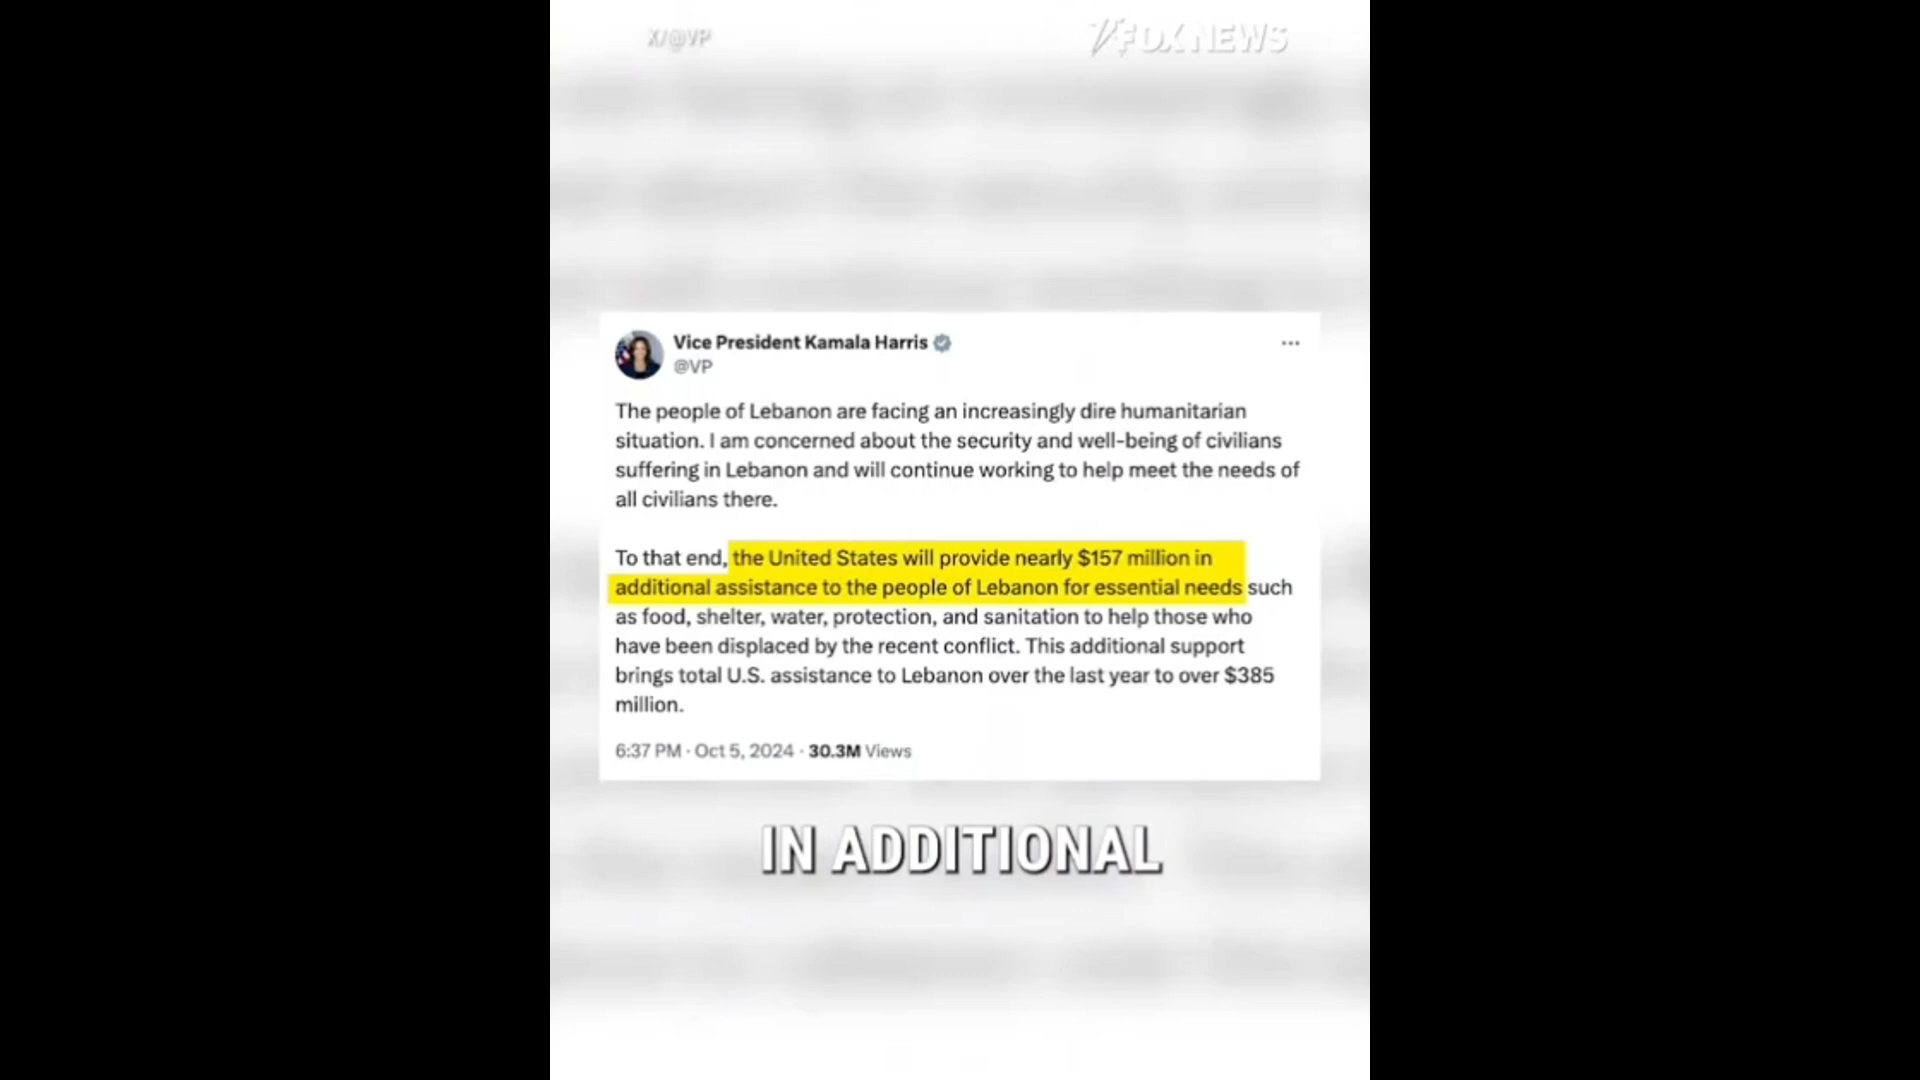 X/@VP
FOX NEWS
Vice President Kamala Harris
@VP
The people of Lebanon are facing an increasingly dire humanitarian
situation. I am concerned about the security and well-being of civilians
suffering in Lebanon and will continue working to help meet the needs of
all civilians there.
To that end, the United States will provide nearly $157 million in
additional assistance to the people of Lebanon for essential needs such
as food, shelter, water, protection, and sanitation to help those who
have been displaced by the recent conflict. This additional support
brings total U.S. assistance to Lebanon over the last year to over $385
million.
6:37 PM · Oct 5, 2024 · 30.3M Views
IN ADDITIONAL